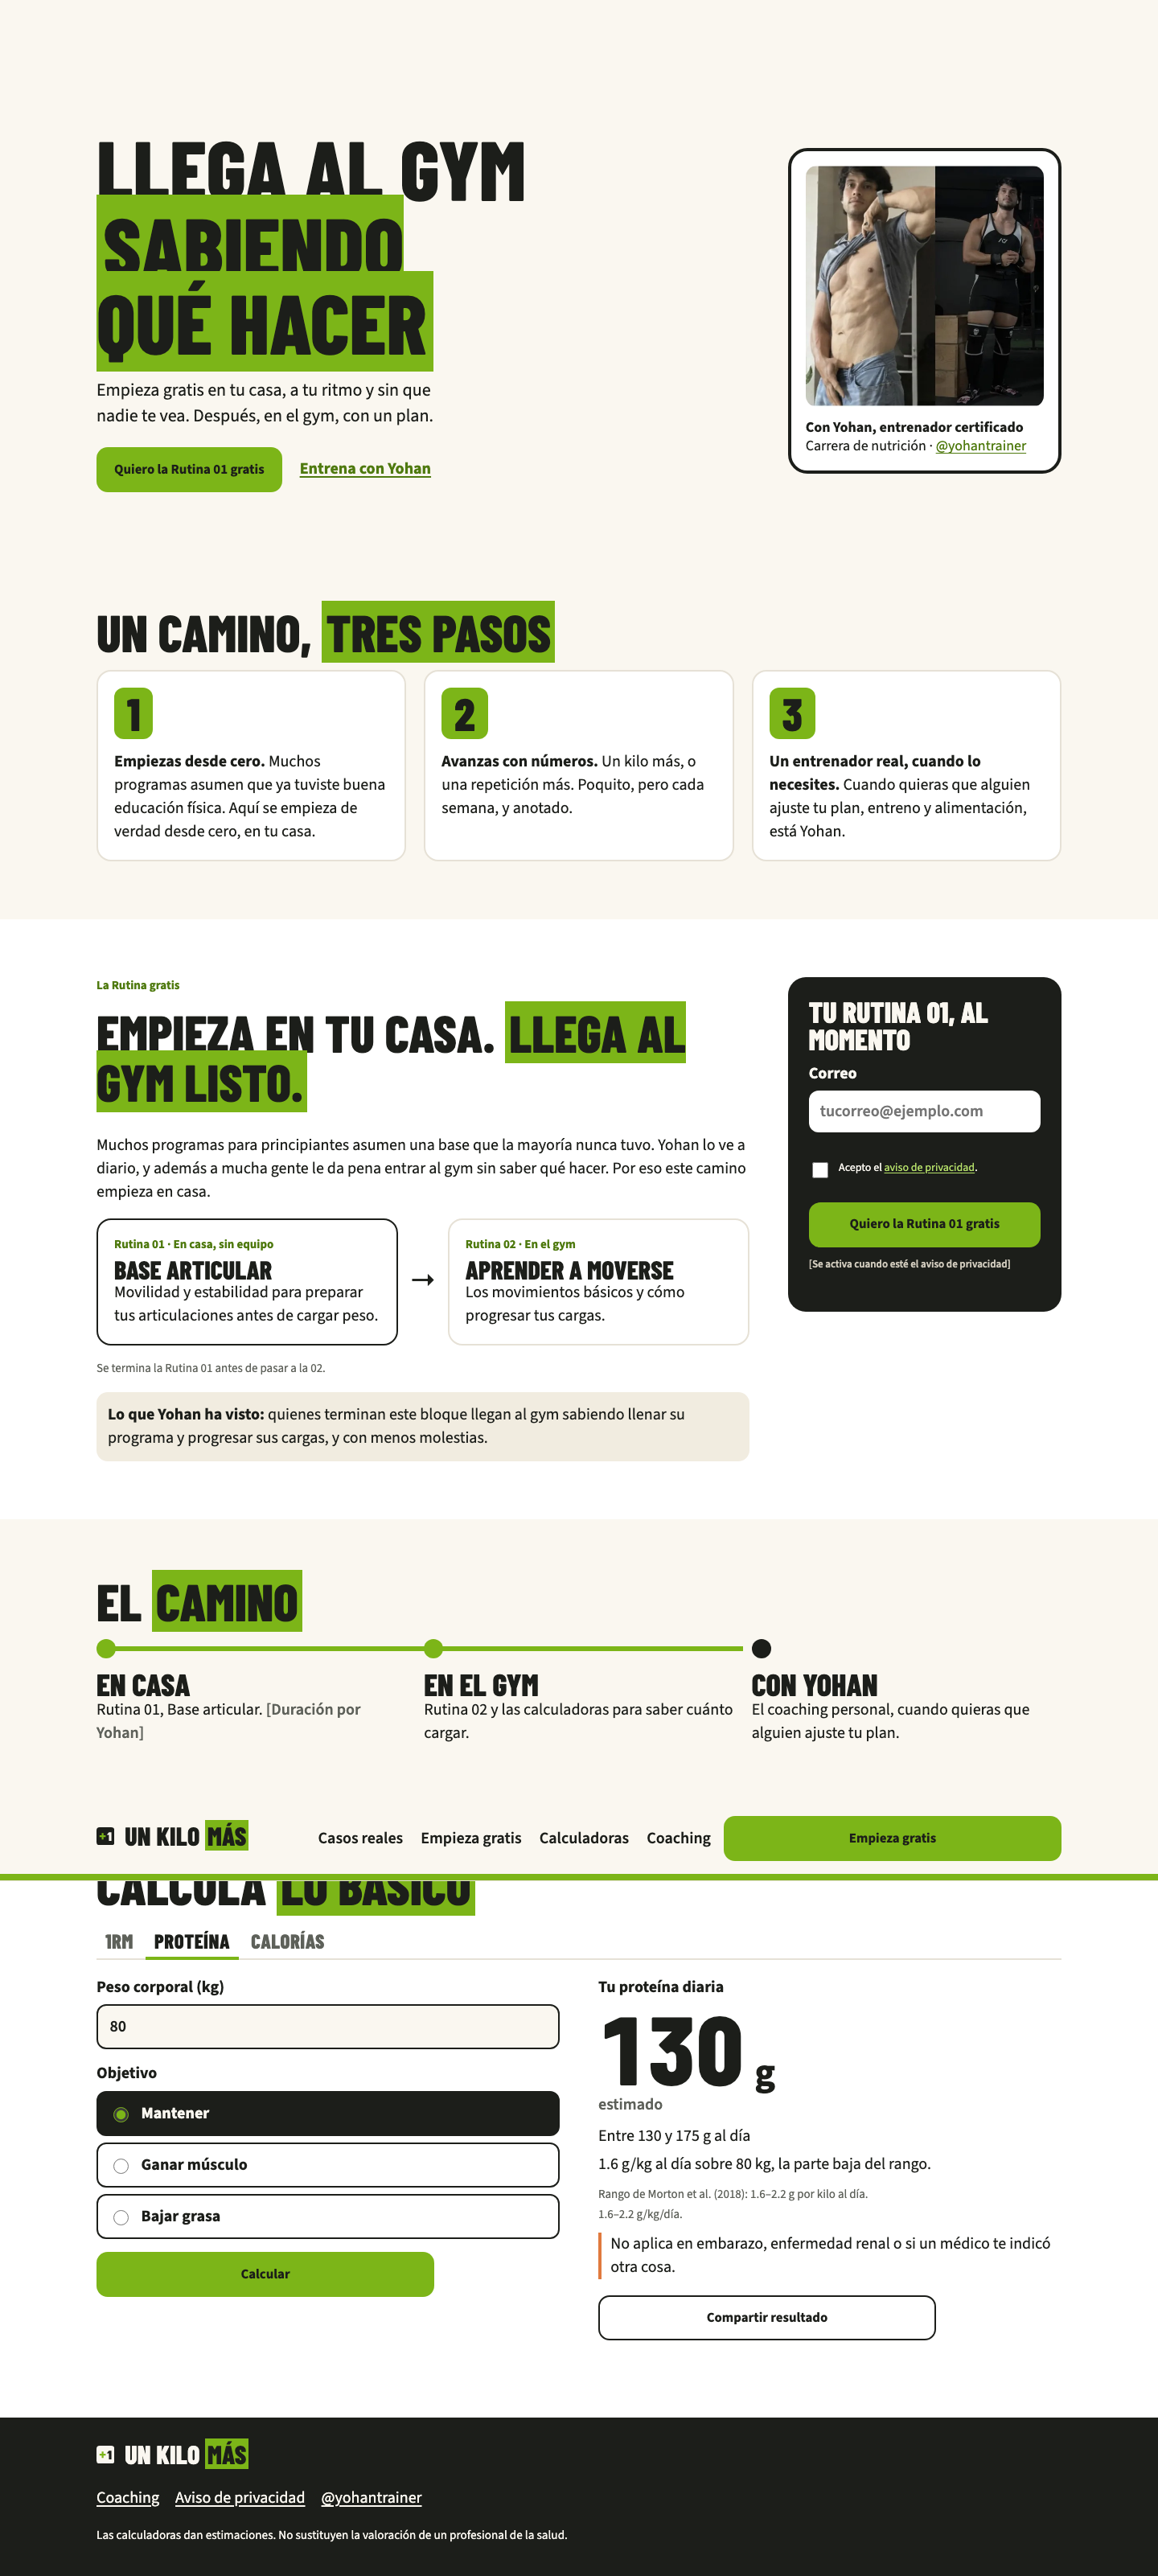 LLEGA AL GYM
SABIENDO
QUÉ HACER
Empieza gratis en tu casa, a tu ritmo y sin que
nadie te vea. Después, en el gym, con un plan.
Quiero la Rutina 01 gratis
Entrena con Yohan
Con Yohan, entrenador certificado
Carrera de nutrición · @yohantrainer
UN CAMINO, TRES PASOS
1
Empiezas desde cero. Muchos
programas asumen que ya tuviste buena
educación física. Aquí se empieza de
verdad desde cero, en tu casa.
2
Avanzas con números. Un kilo más, o
una repetición más. Poquito, pero cada
semana, y anotado.
3
Un entrenador real, cuando lo
necesites. Cuando quieras que alguien
ajuste tu plan, entreno y alimentación,
está Yohan.
La Rutina gratis
EMPIEZA EN TU CASA. LLEGA AL
GYM LISTO.
Muchos programas para principiantes asumen una base que la mayoría nunca tuvo. Yohan lo ve a
diario, y además a mucha gente le da pena entrar al gym sin saber qué hacer. Por eso este camino
empieza en casa.
Rutina 01 · En casa, sin equipo
BASE ARTICULAR
Movilidad y estabilidad para preparar
tus articulaciones antes de cargar peso.
→
Rutina 02 · En el gym
APRENDER A MOVERSE
Los movimientos básicos y cómo
progresar tus cargas.
Se termina la Rutina 01 antes de pasar a la 02.
Lo que Yohan ha visto: quienes terminan este bloque llegan al gym sabiendo llenar su
programa y progresar sus cargas, y con menos molestias.
TU RUTINA 01, AL
MOMENTO
Correo
tucorreo@ejemplo.com
Acepto el aviso de privacidad.
Quiero la Rutina 01 gratis
[Se activa cuando esté el aviso de privacidad]
EL CAMINO
EN CASA
Rutina 01, Base articular. [Duración por
Yohan]
EN EL GYM
Rutina 02 y las calculadoras para saber cuánto
cargar.
CON YOHAN
El coaching personal, cuando quieras que
alguien ajuste tu plan.
+1 UN KILO MÁS
Casos reales
Empieza gratis
Calculadoras
Coaching
Empieza gratis
CALCULA LO BÁSICO
1RM
PROTEÍNA
CALORÍAS
Peso corporal (kg)
80
Objetivo
Mantener
Ganar músculo
Bajar grasa
Calcular
Tu proteína diaria
130 g
estimado
Entre 130 y 175 g al día
1.6 g/kg al día sobre 80 kg, la parte baja del rango.
Rango de Morton et al. (2018): 1.6–2.2 g por kilo al día.
1.6–2.2 g/kg/día.
No aplica en embarazo, enfermedad renal o si un médico te indicó
otra cosa.
Compartir resultado
+1 UN KILO MÁS
Coaching
Aviso de privacidad
@yohantrainer
Las calculadoras dan estimaciones. No sustituyen la valoración de un profesional de la salud.